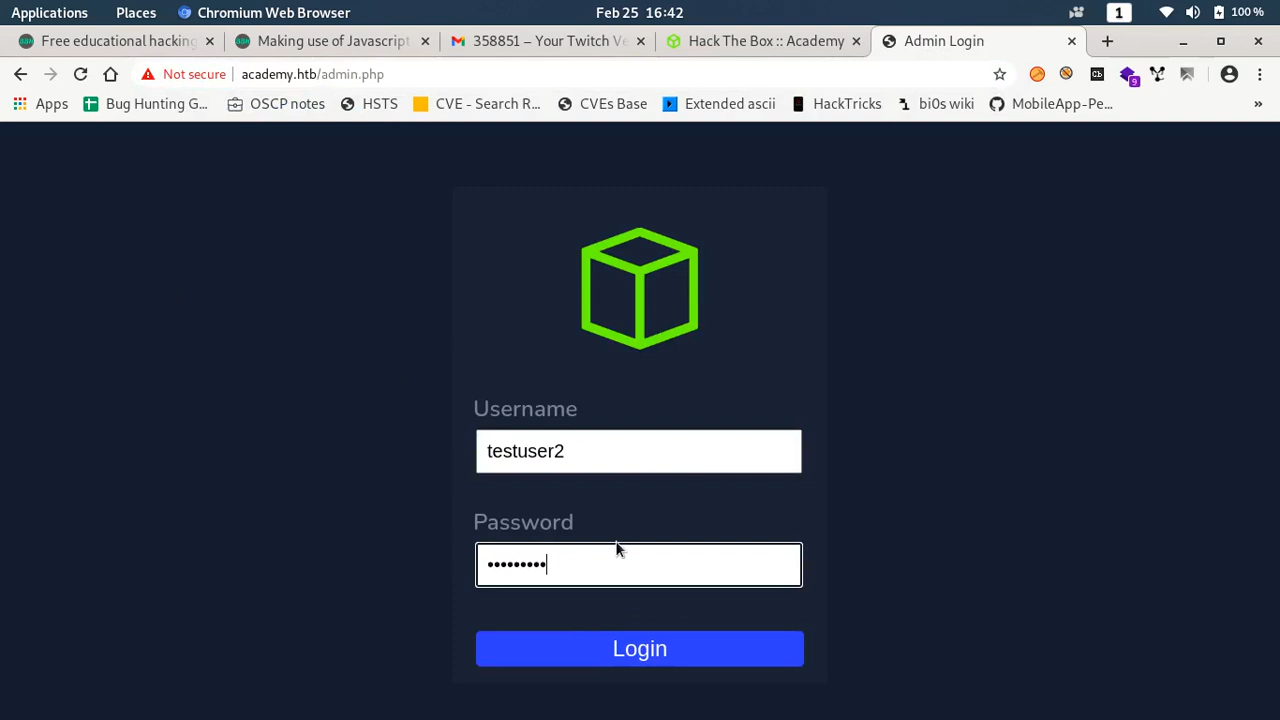 Applications Places Chromium Web Browser Feb 25 16:42 1 100 %
Free educational hacking Making use of Javascript 358851 – Your Twitch Ve Hack The Box :: Academy Admin Login
Not secure academy.htb/admin.php 9
Apps Bug Hunting G... OSCP notes HSTS CVE - Search R... CVEs Base Extended ascii HackTricks bi0s wiki MobileApp-Pe... »
Username
testuser2
Password
•••••••••
Login